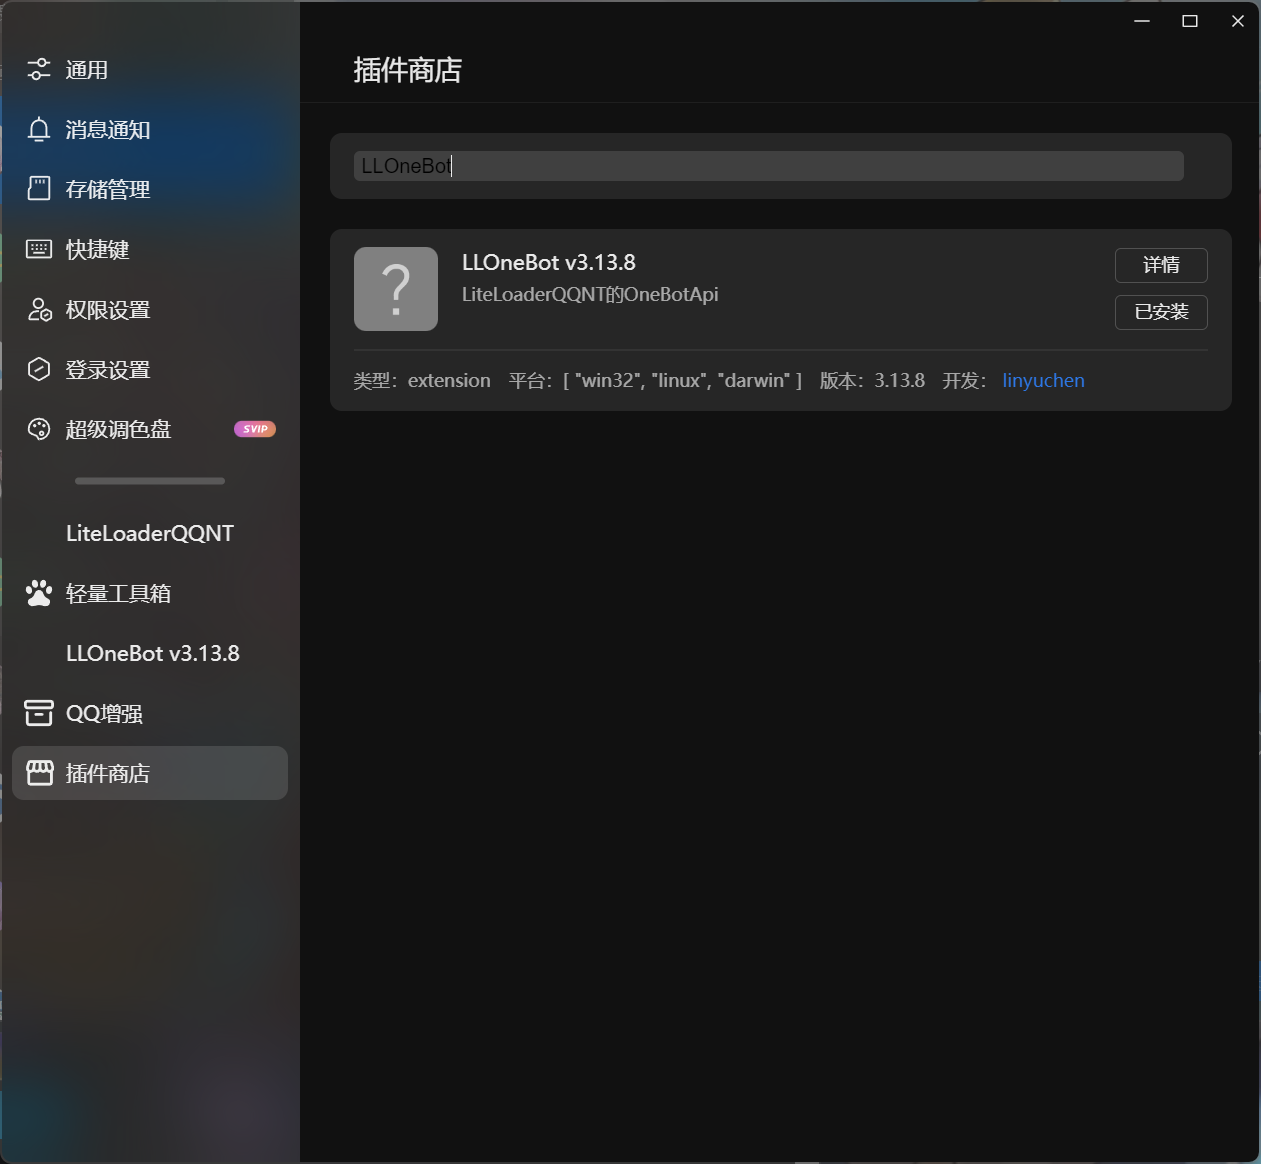 通用
消息通知
存储管理
快捷键
权限设置
登录设置
超级调色盘 SVIP
LiteLoaderQQNT
轻量工具箱
LLOneBot v3.13.8
QQ增强
插件商店
插件商店
LLOneBot
LLOneBot v3.13.8
LiteLoaderQQNT的OneBotApi
详情
已安装
类型：extension 平台：[ "win32", "linux", "darwin" ] 版本：3.13.8 开发： linyuchen